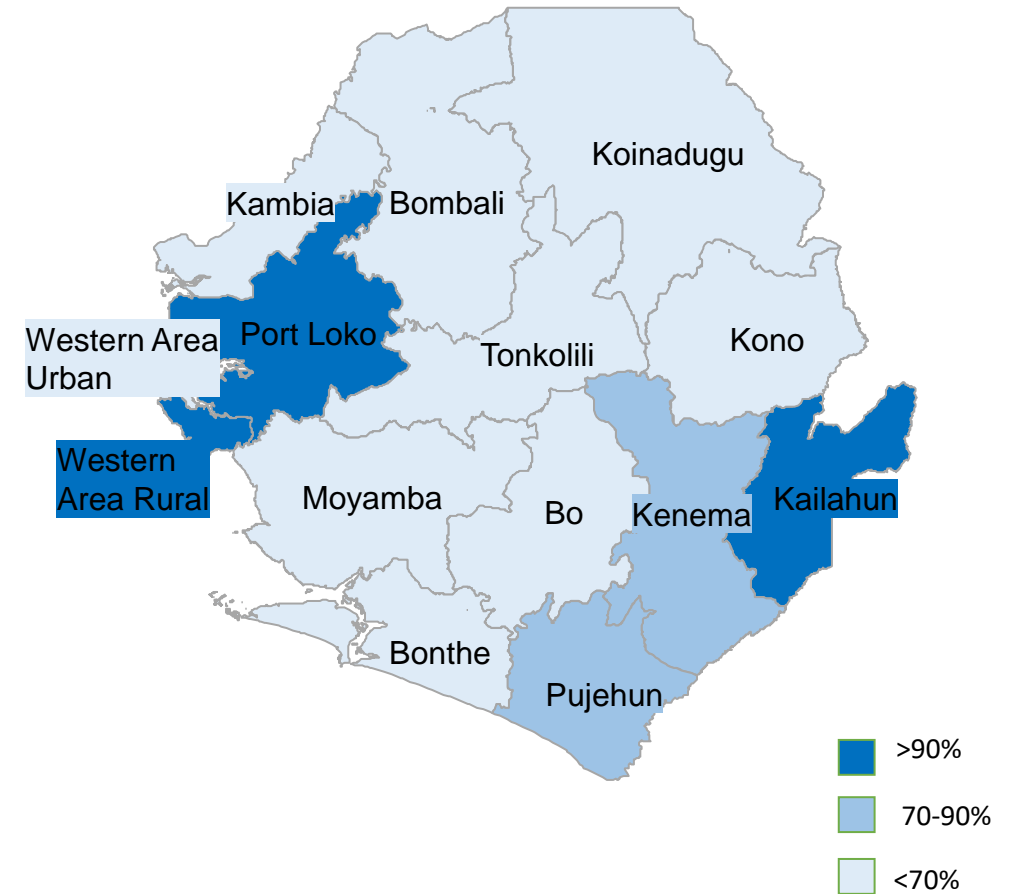 Koinadugu
Kambia
Bombali
Western Area
Urban
Port Loko
Tonkolili
Kono
Western
Area Rural
Moyamba
Bo
Kenema
Kailahun
Bonthe
Pujehun
>90%
70-90%
<70%